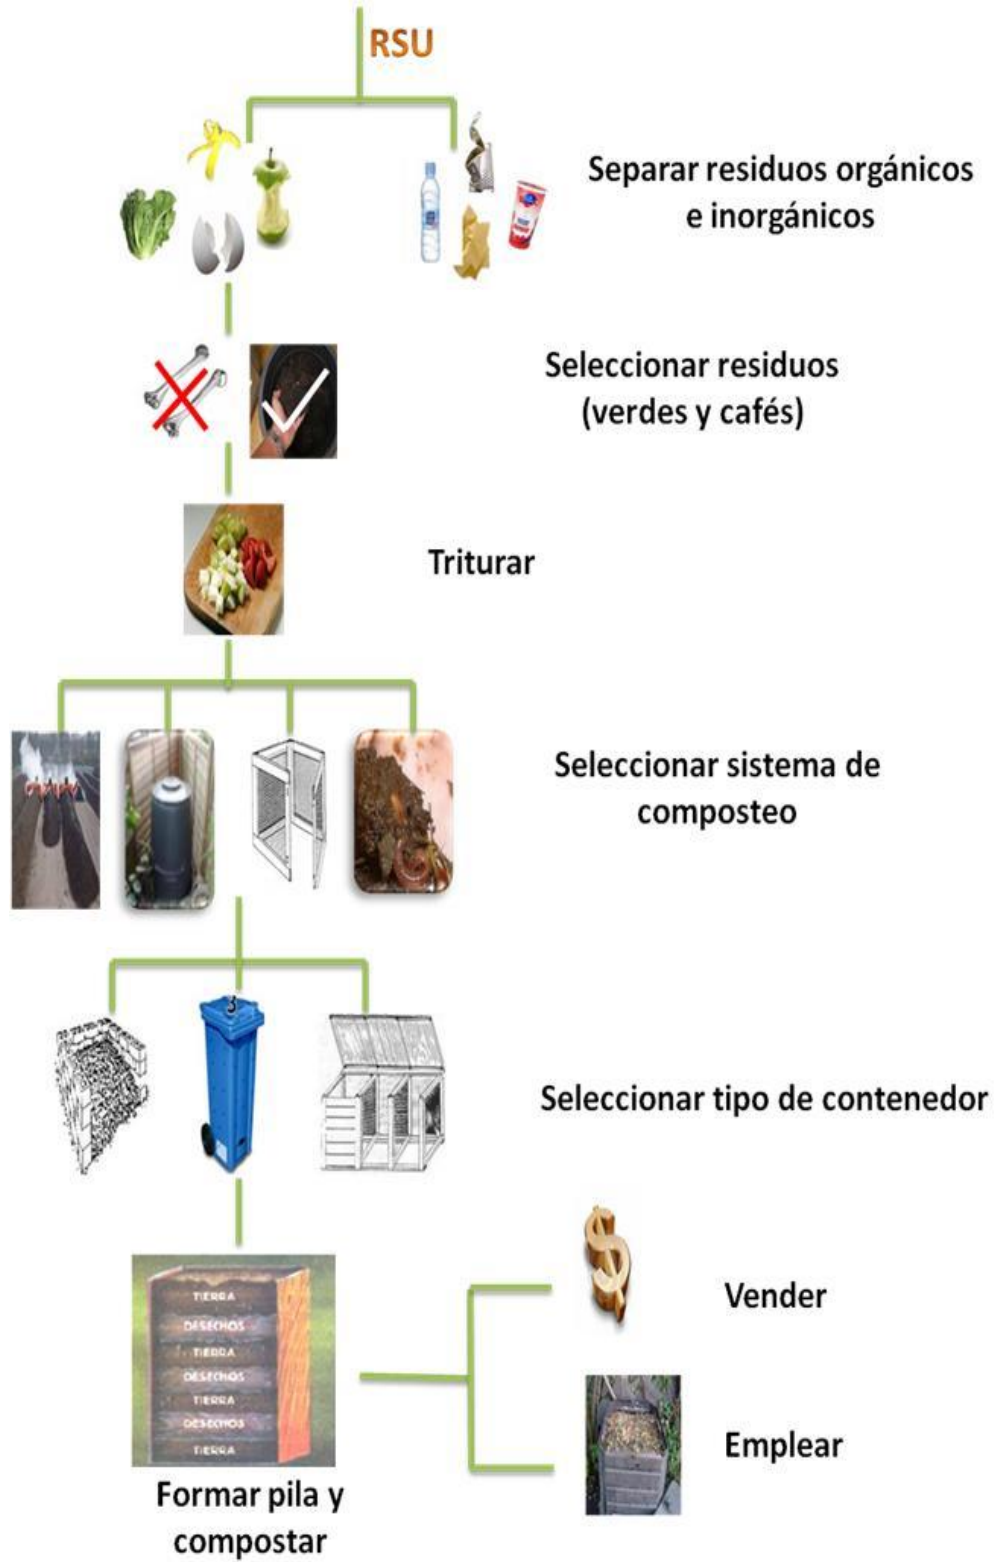 RSU
Separar residuos orgánicos
e inorgánicos
Seleccionar residuos
(verdes y cafés)
Triturar
Seleccionar sistema de
composteo
Seleccionar tipo de contenedor
TIERRA
DESECHOS
TIERRA
DESECHOS
TIERRA
DESECHOS
TIERRA
Formar pila y
compostar
Vender
Emplear